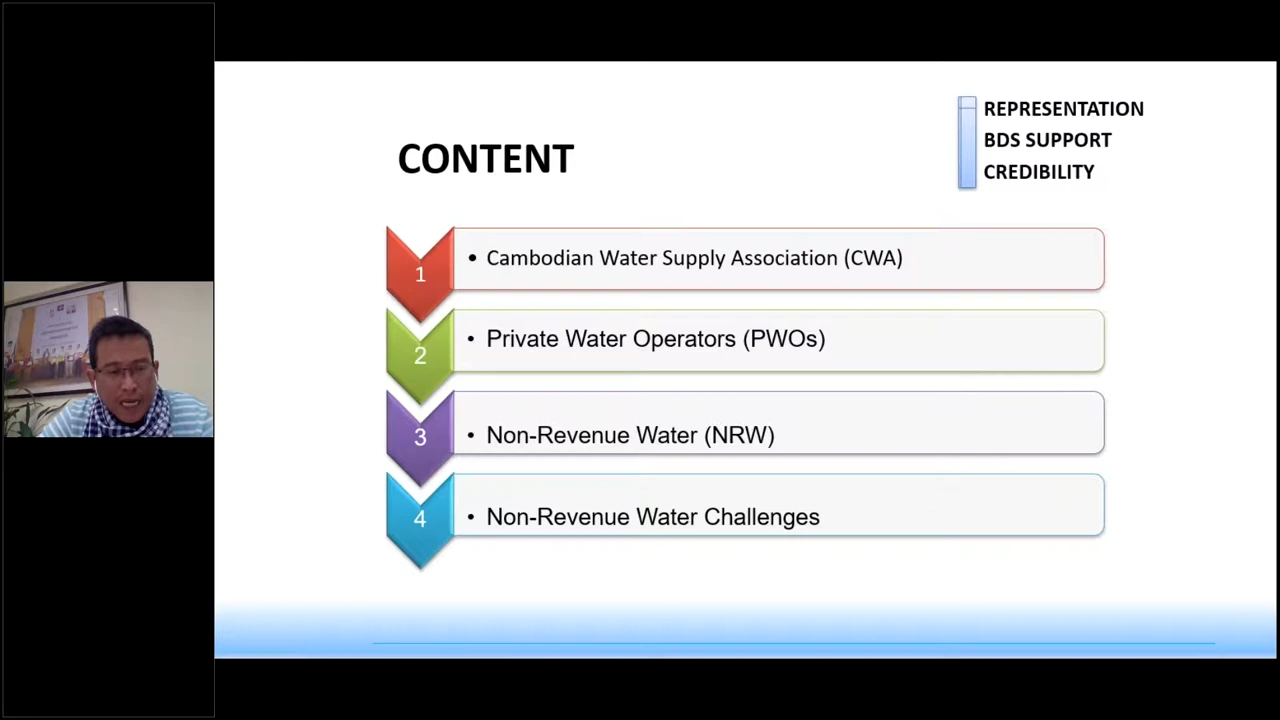 REPRESENTATION
BDS SUPPORT
CREDIBILITY
CONTENT
1
• Cambodian Water Supply Association (CWA)
2
• Private Water Operators (PWOs)
3
• Non-Revenue Water (NRW)
4
• Non-Revenue Water Challenges